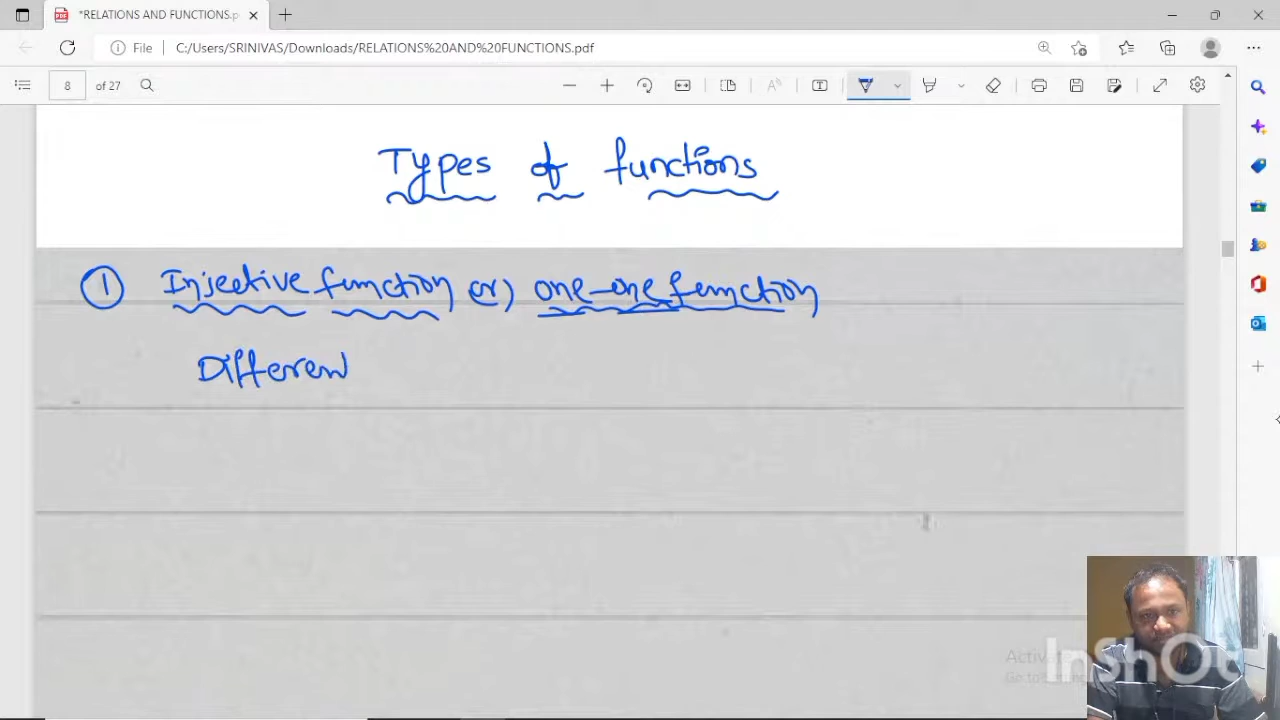 *RELATIONS AND FUNCTIONS.p
File C:/Users/SRINIVAS/Downloads/RELATIONS%20AND%20FUNCTIONS.pdf
8 of 27
Types of functions
① Injective function (or) one-one function
Differen
InShOt